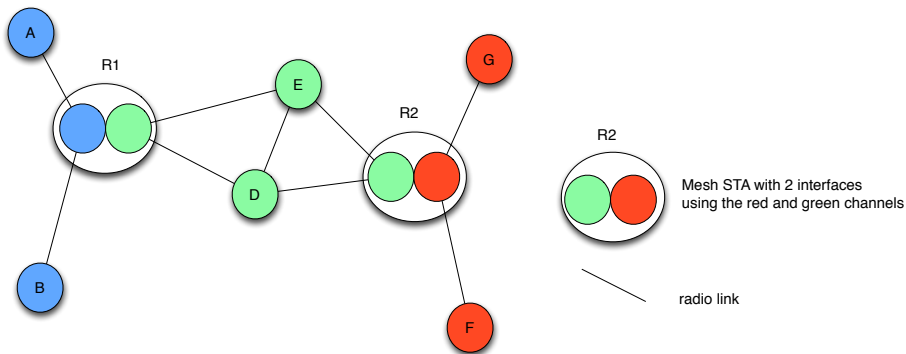 A
R1
E
G
R2
D
B
F
R2
Mesh STA with 2 interfaces
using the red and green channels
radio link